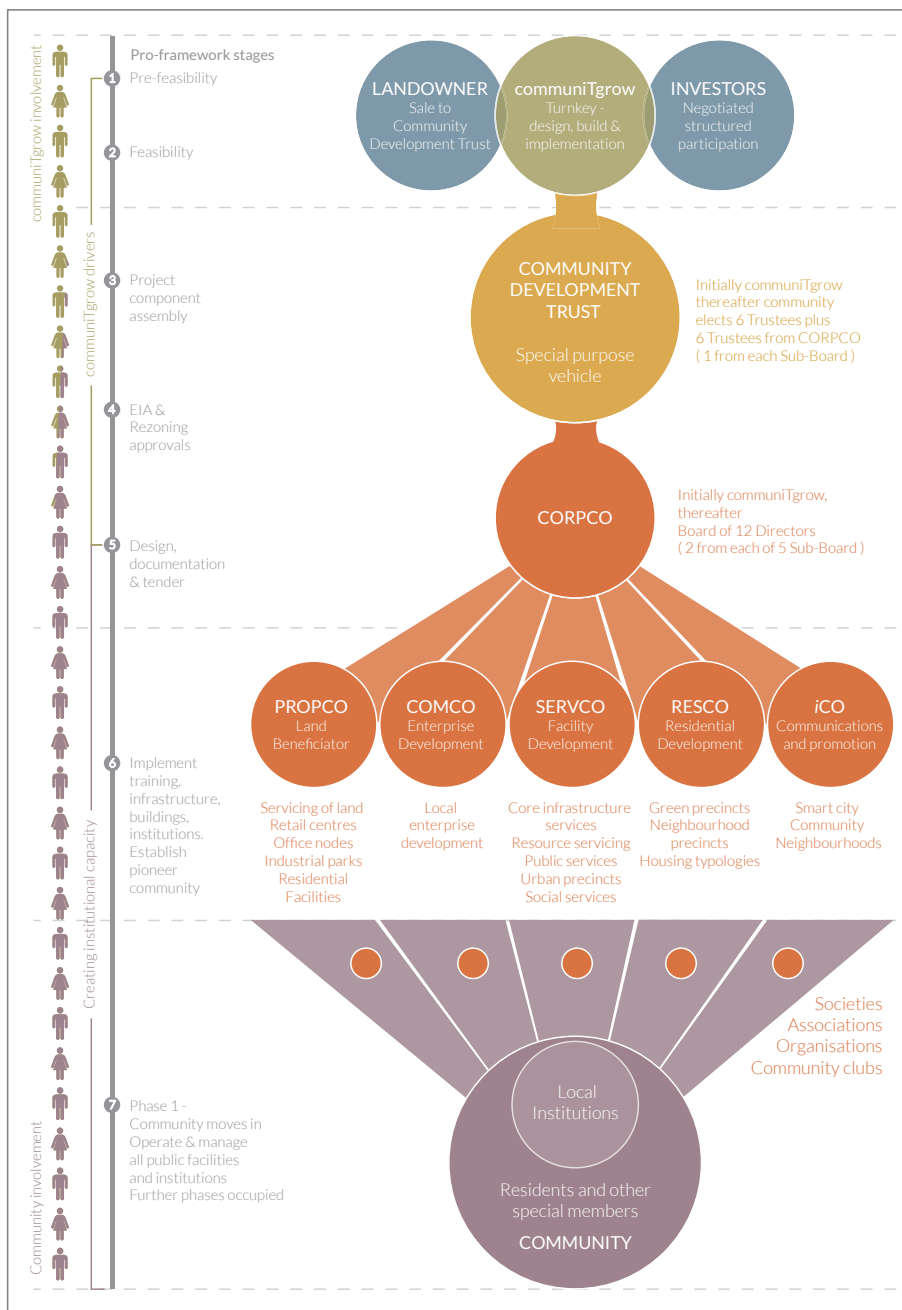 communiTgrow involvement
communiTgrow drivers
Creating institutional capacity
Community involvement
Pro-framework stages
1 Pre-feasibility
2 Feasibility
3 Project
component
assembly
4 EIA &
Rezoning
approvals
5 Design,
documentation
& tender
6 Implement
training,
infrastructure,
buildings,
institutions.
Establish
pioneer
community
7 Phase 1 -
Community moves in
Operate & manage
all public facilities
and institutions
Further phases occupied
LANDOWNER
Sale to
Community
Development Trust
communiTgrow
Turnkey -
design, build &
implementation
INVESTORS
Negotiated
structured
participation
COMMUNITY
DEVELOPMENT
TRUST
Special purpose
vehicle
Initially communiTgrow
thereafter community
elects 6 Trustees plus
6 Trustees from CORPCO
( 1 from each Sub-Board )
CORPCO
Initially communiTgrow,
thereafter
Board of 12 Directors
( 2 from each of 5 Sub-Board )
PROPCO
Land
Beneficiator
COMCO
Enterprise
Development
SERVCO
Facility
Development
RESCO
Residential
Development
iCO
Communications
and promotion
Servicing of land
Retail centres
Office nodes
Industrial parks
Residential
Facilities
Local
enterprise
development
Core infrastructure
services
Resource servicing
Public services
Urban precincts
Social services
Green precincts
Neighbourhood
precincts
Housing typologies
Smart city
Community
Neighbourhoods
Societies
Associations
Organisations
Community clubs
Local
Institutions
Residents and other
special members
COMMUNITY